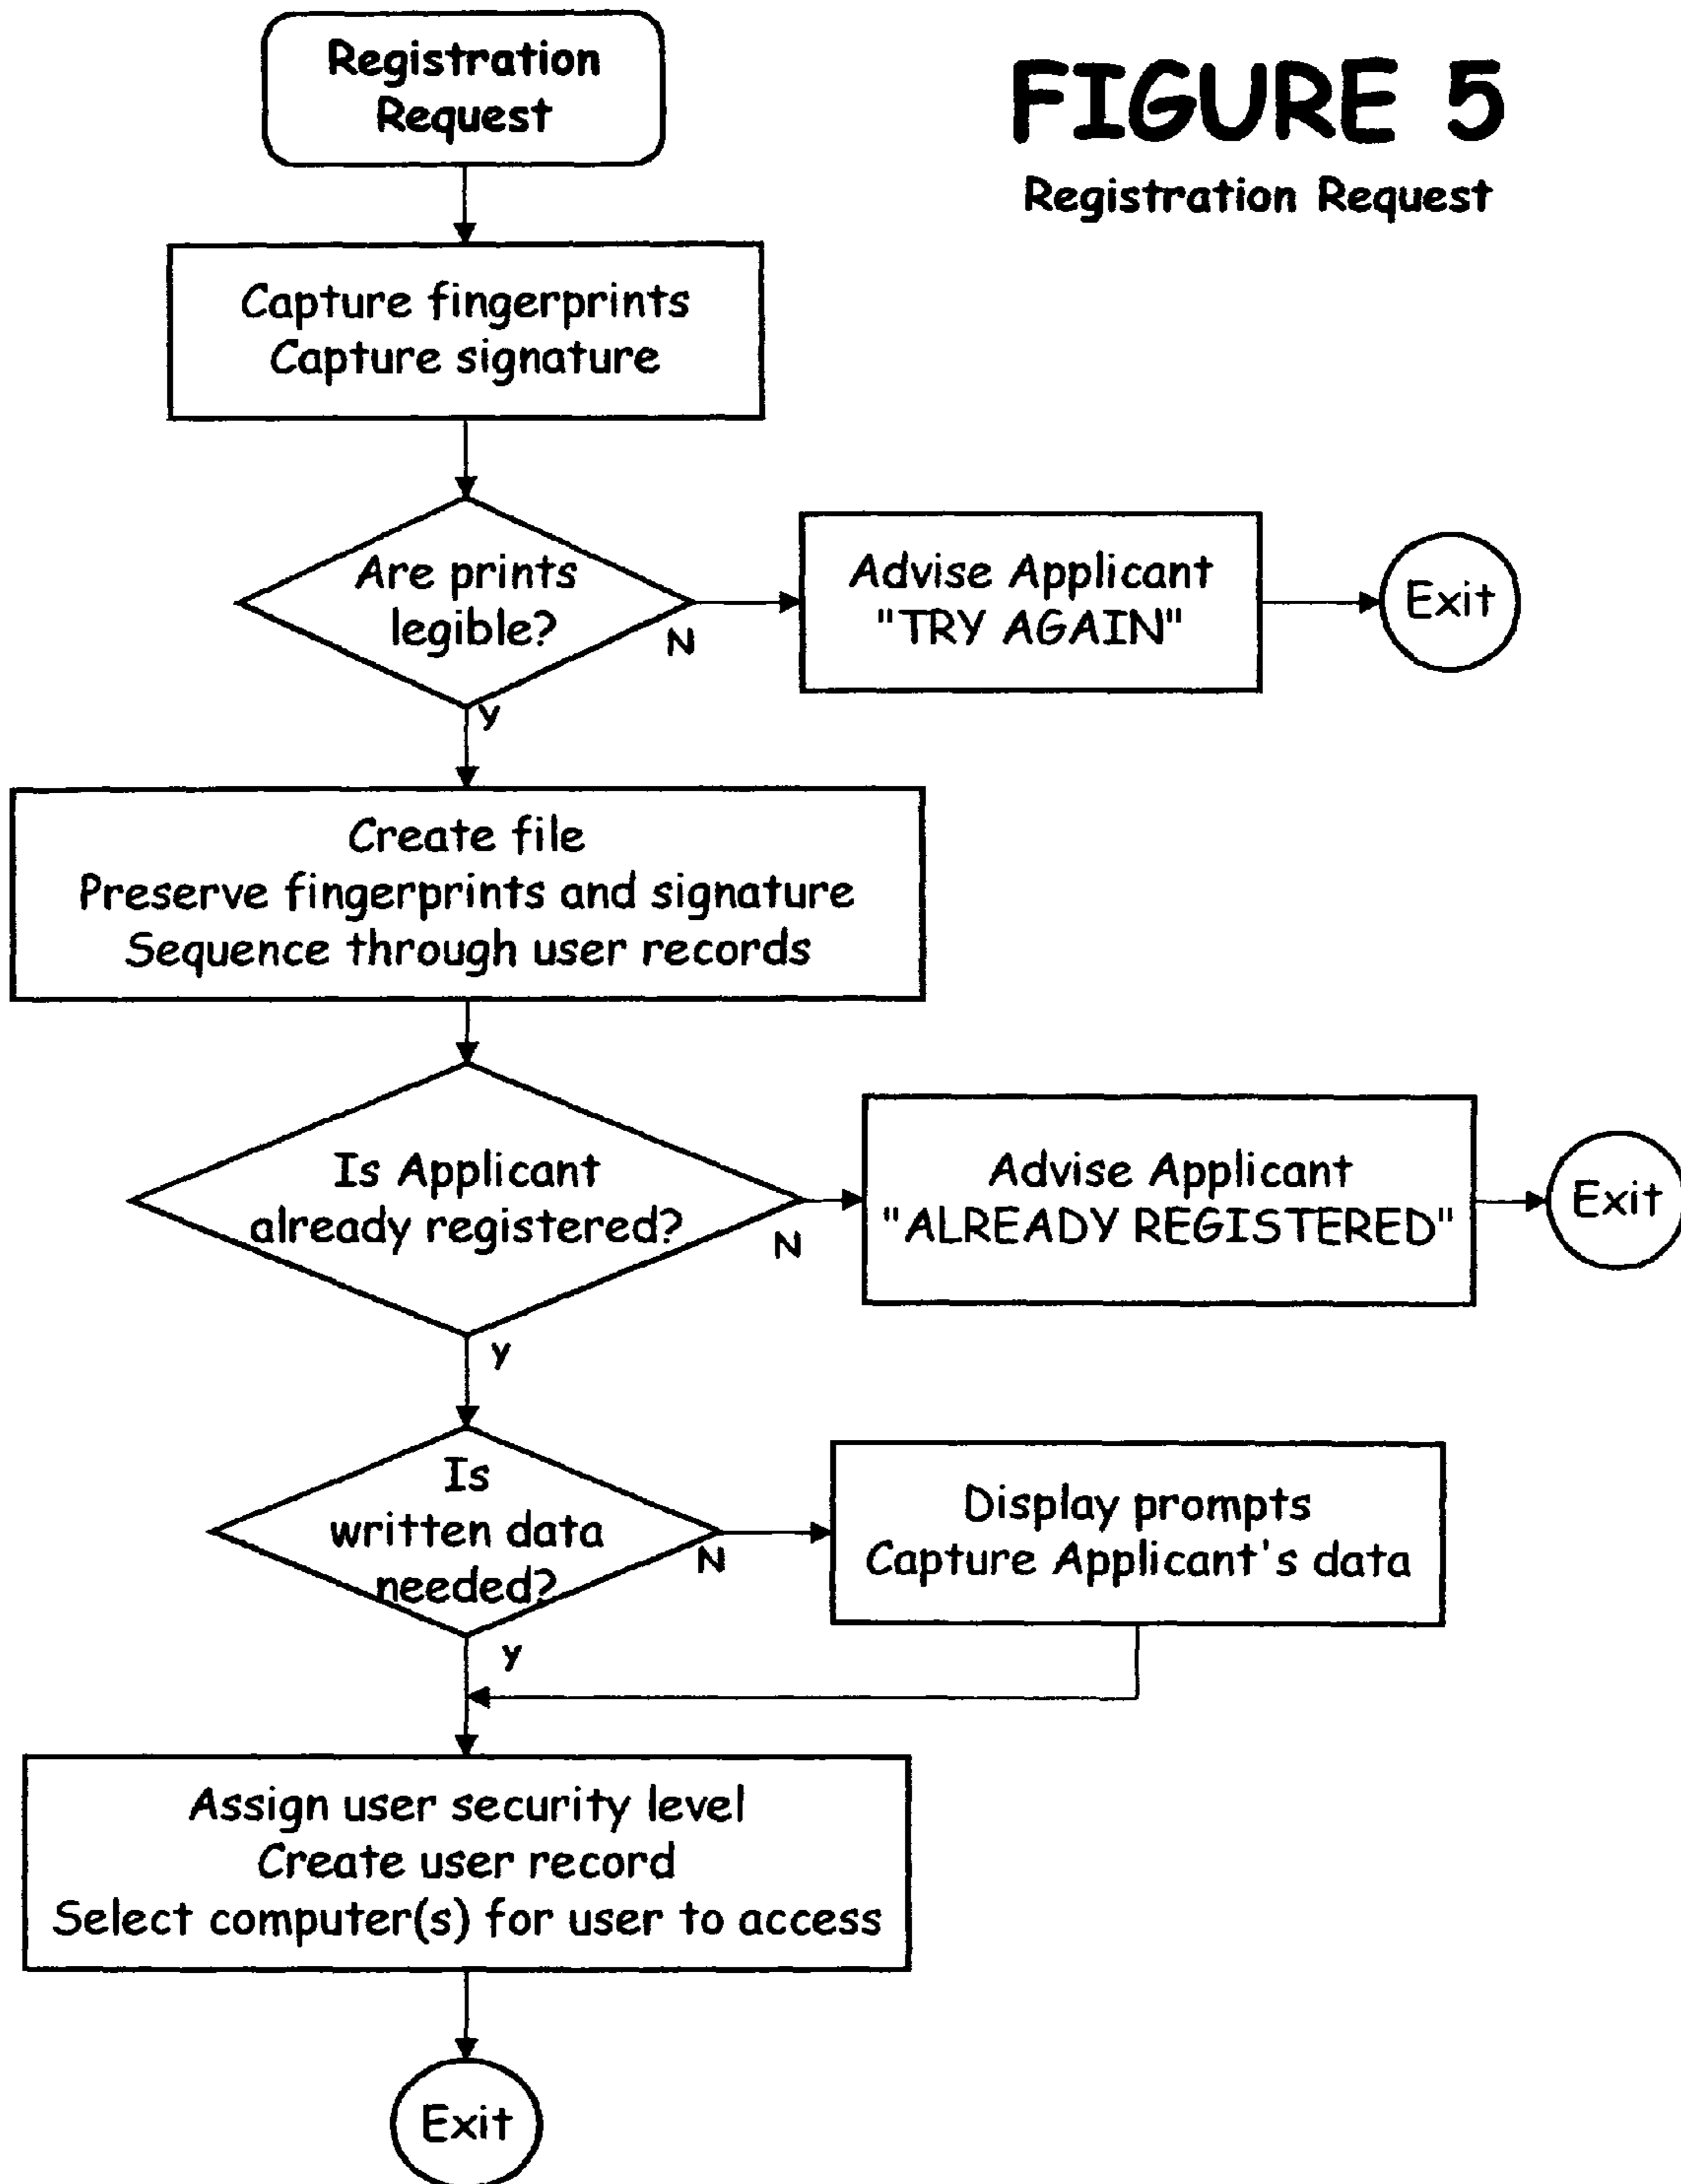 Registration
Request
FIGURE 5
Registration Request
Capture fingerprints
Capture signature
Are prints
legible?
N
Y
Advise Applicant
"TRY AGAIN"
Exit
Create file
Preserve fingerprints and signature
Sequence through user records
Is Applicant
already registered?
N
Y
Advise Applicant
"ALREADY REGISTERED"
Exit
Is
written data
needed?
N
Y
Display prompts
Capture Applicant's data
Assign user security level
Create user record
Select computer(s) for user to access
Exit